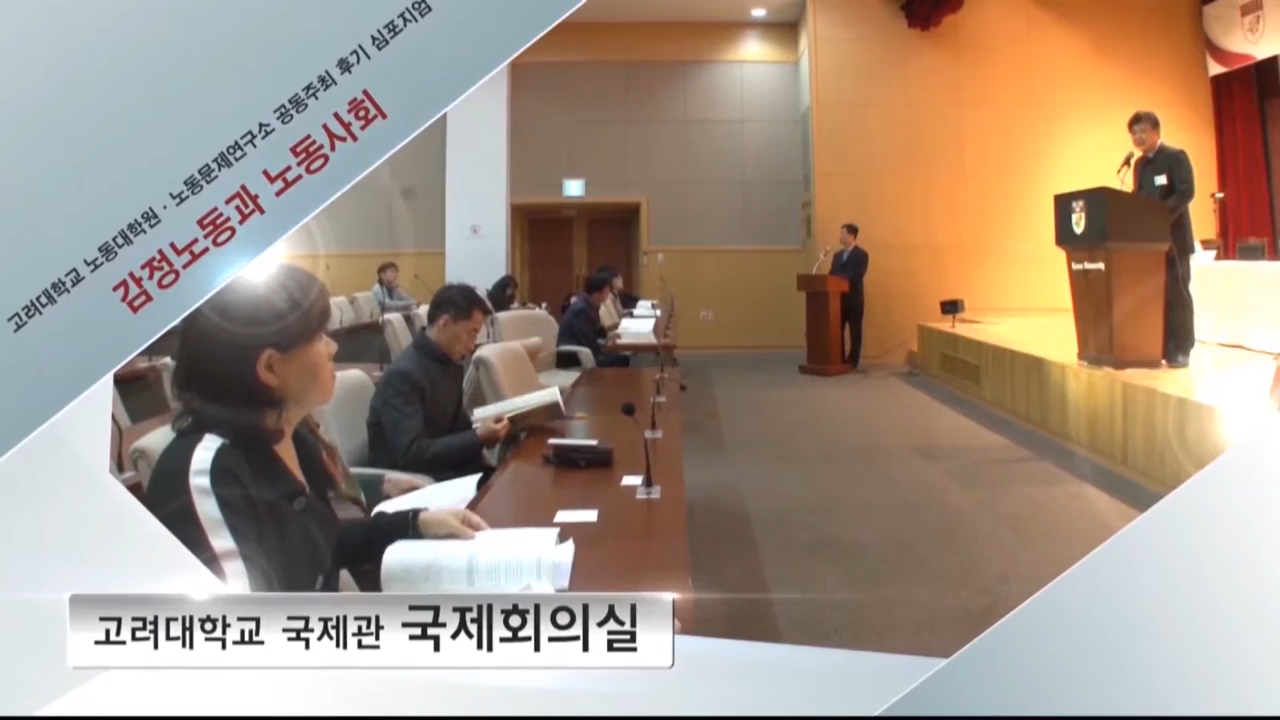 고려대학교 노동대학원 · 노동문제연구소 공동주최 후기 심포지엄
감정노동과 노동사회
고려대학교 국제관 국제회의실